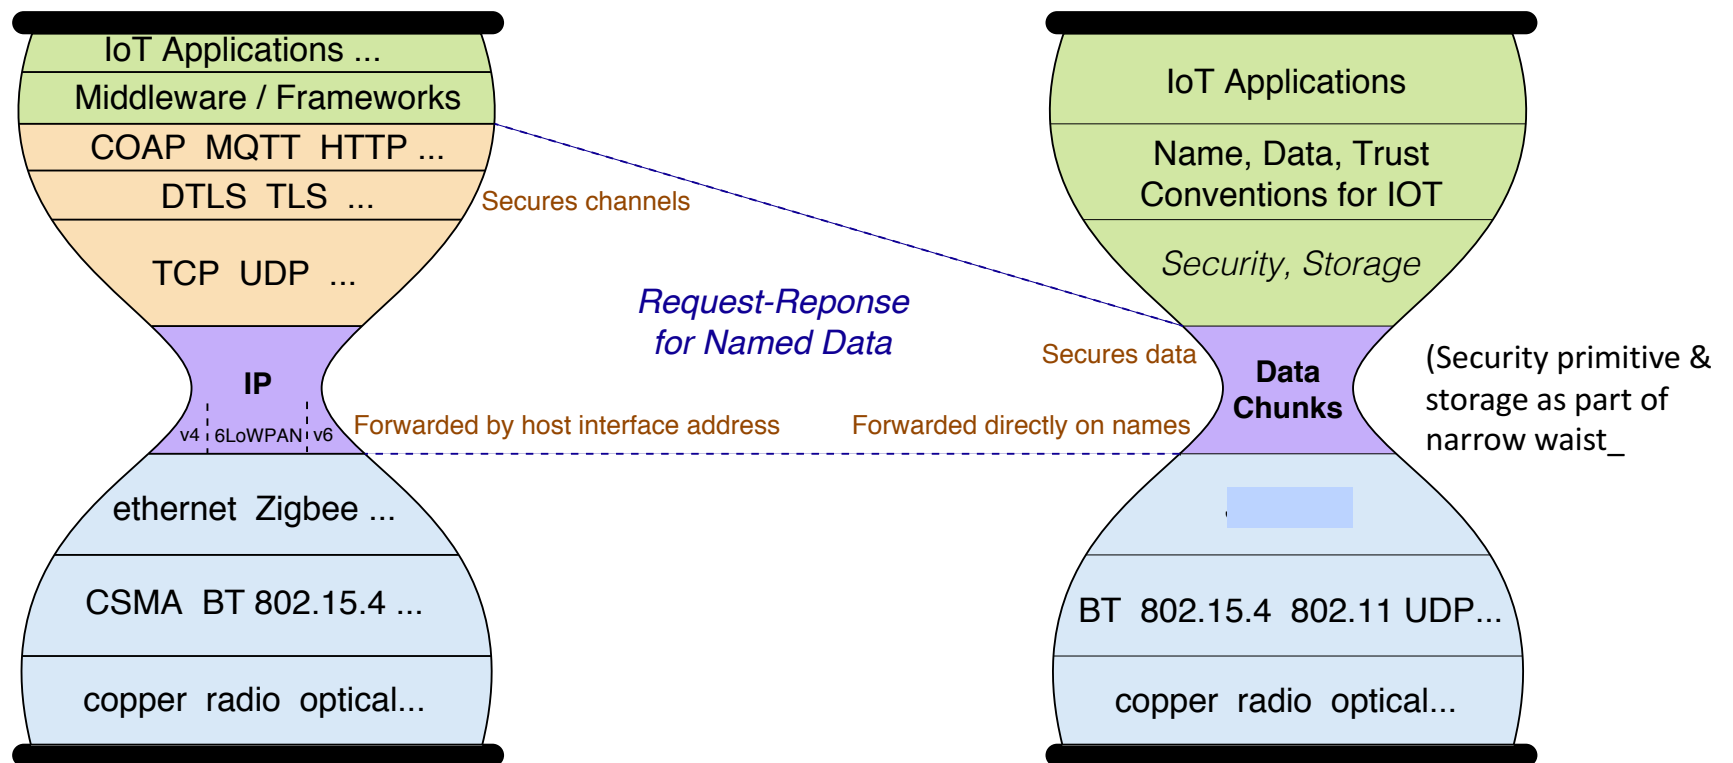 IoT Applications ...
Middleware / Frameworks
COAP MQTT HTTP ...
DTLS TLS ...
TCP UDP ...
IP
v4 6LoWPAN v6
ethernet Zigbee ...
CSMA BT 802.15.4 ...
copper radio optical...
Secures channels
Request-Reponse
for Named Data
Secures data
Forwarded by host interface address
Forwarded directly on names
IoT Applications
Name, Data, Trust
Conventions for IOT
Security, Storage
Data
Chunks
BT 802.15.4 802.11 UDP...
copper radio optical...
(Security primitive &
storage as part of
narrow waist_